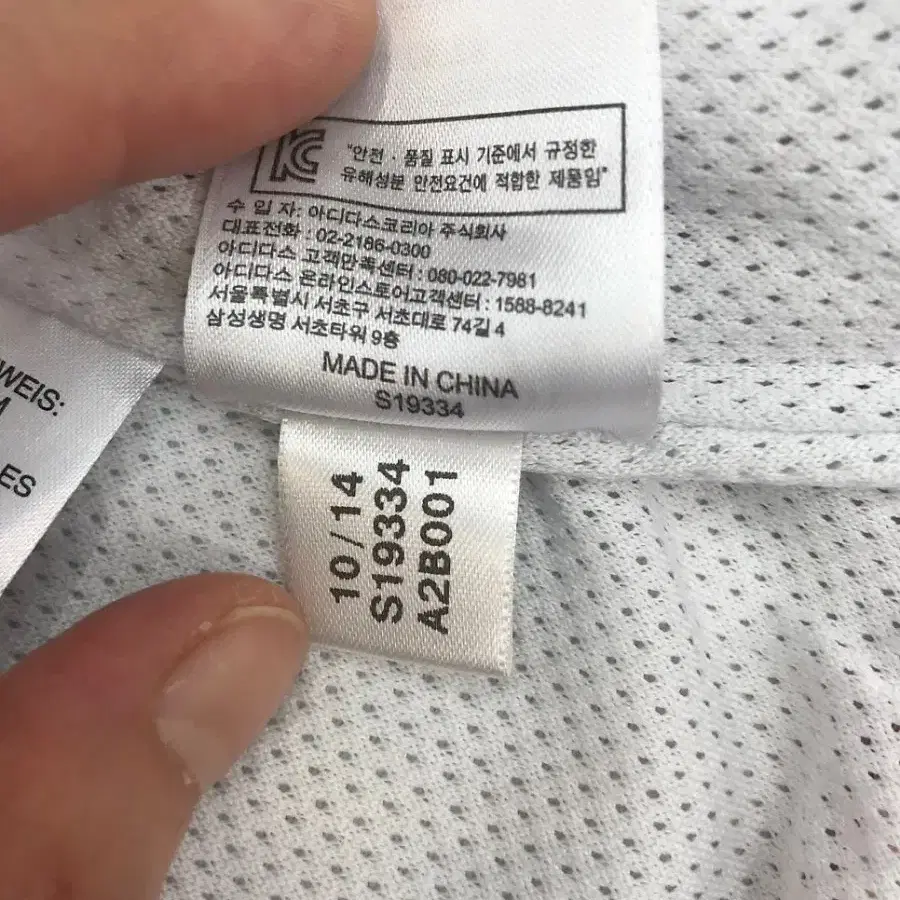 KC
"안전 · 품질 표시 기준에서 규정한
유해성분 안전요건에 적합한 제품임"
수 입 자: 아디다스코리아 주식회사
대표전화 : 02-2186-0300
아디다스 고객만족센터 : 080-022-7981
아디다스 온라인스토어고객센터 : 1588-8241
서울특별시 서초구 서초대로 74길 4
삼성생명 서초타워 9층
MADE IN CHINA
S19334
10/14
S19334
A2B001
WEIS:
M
ES